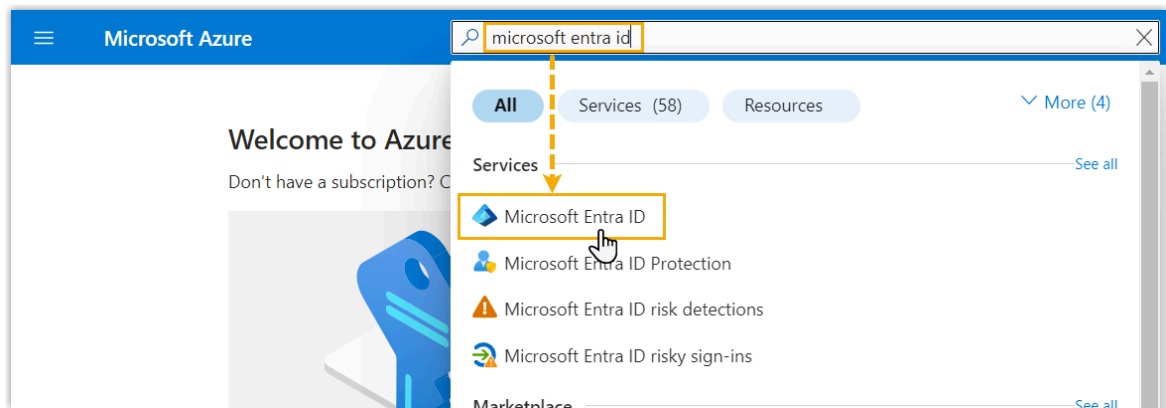 Microsoft Azure
microsoft entra id
All
Services (58)
Resources
More (4)
Welcome to Azure
Don't have a subscription? C
Services
See all
Microsoft Entra ID
Microsoft Entra ID Protection
Microsoft Entra ID risk detections
Microsoft Entra ID risky sign-ins
Marketplace
See all